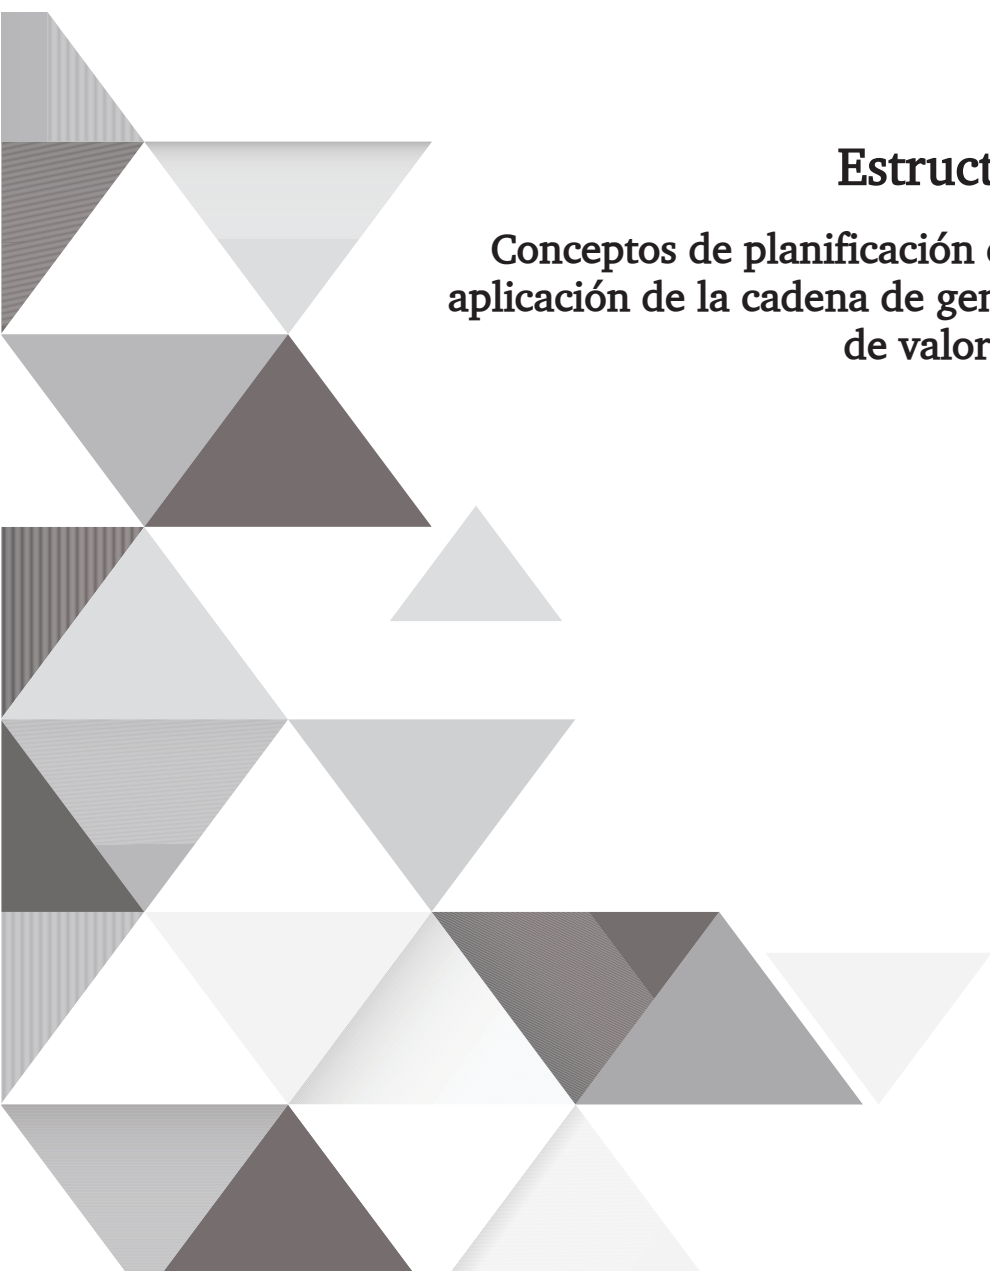 Estruct
Conceptos de planificación
aplicación de la cadena de gen
de valor